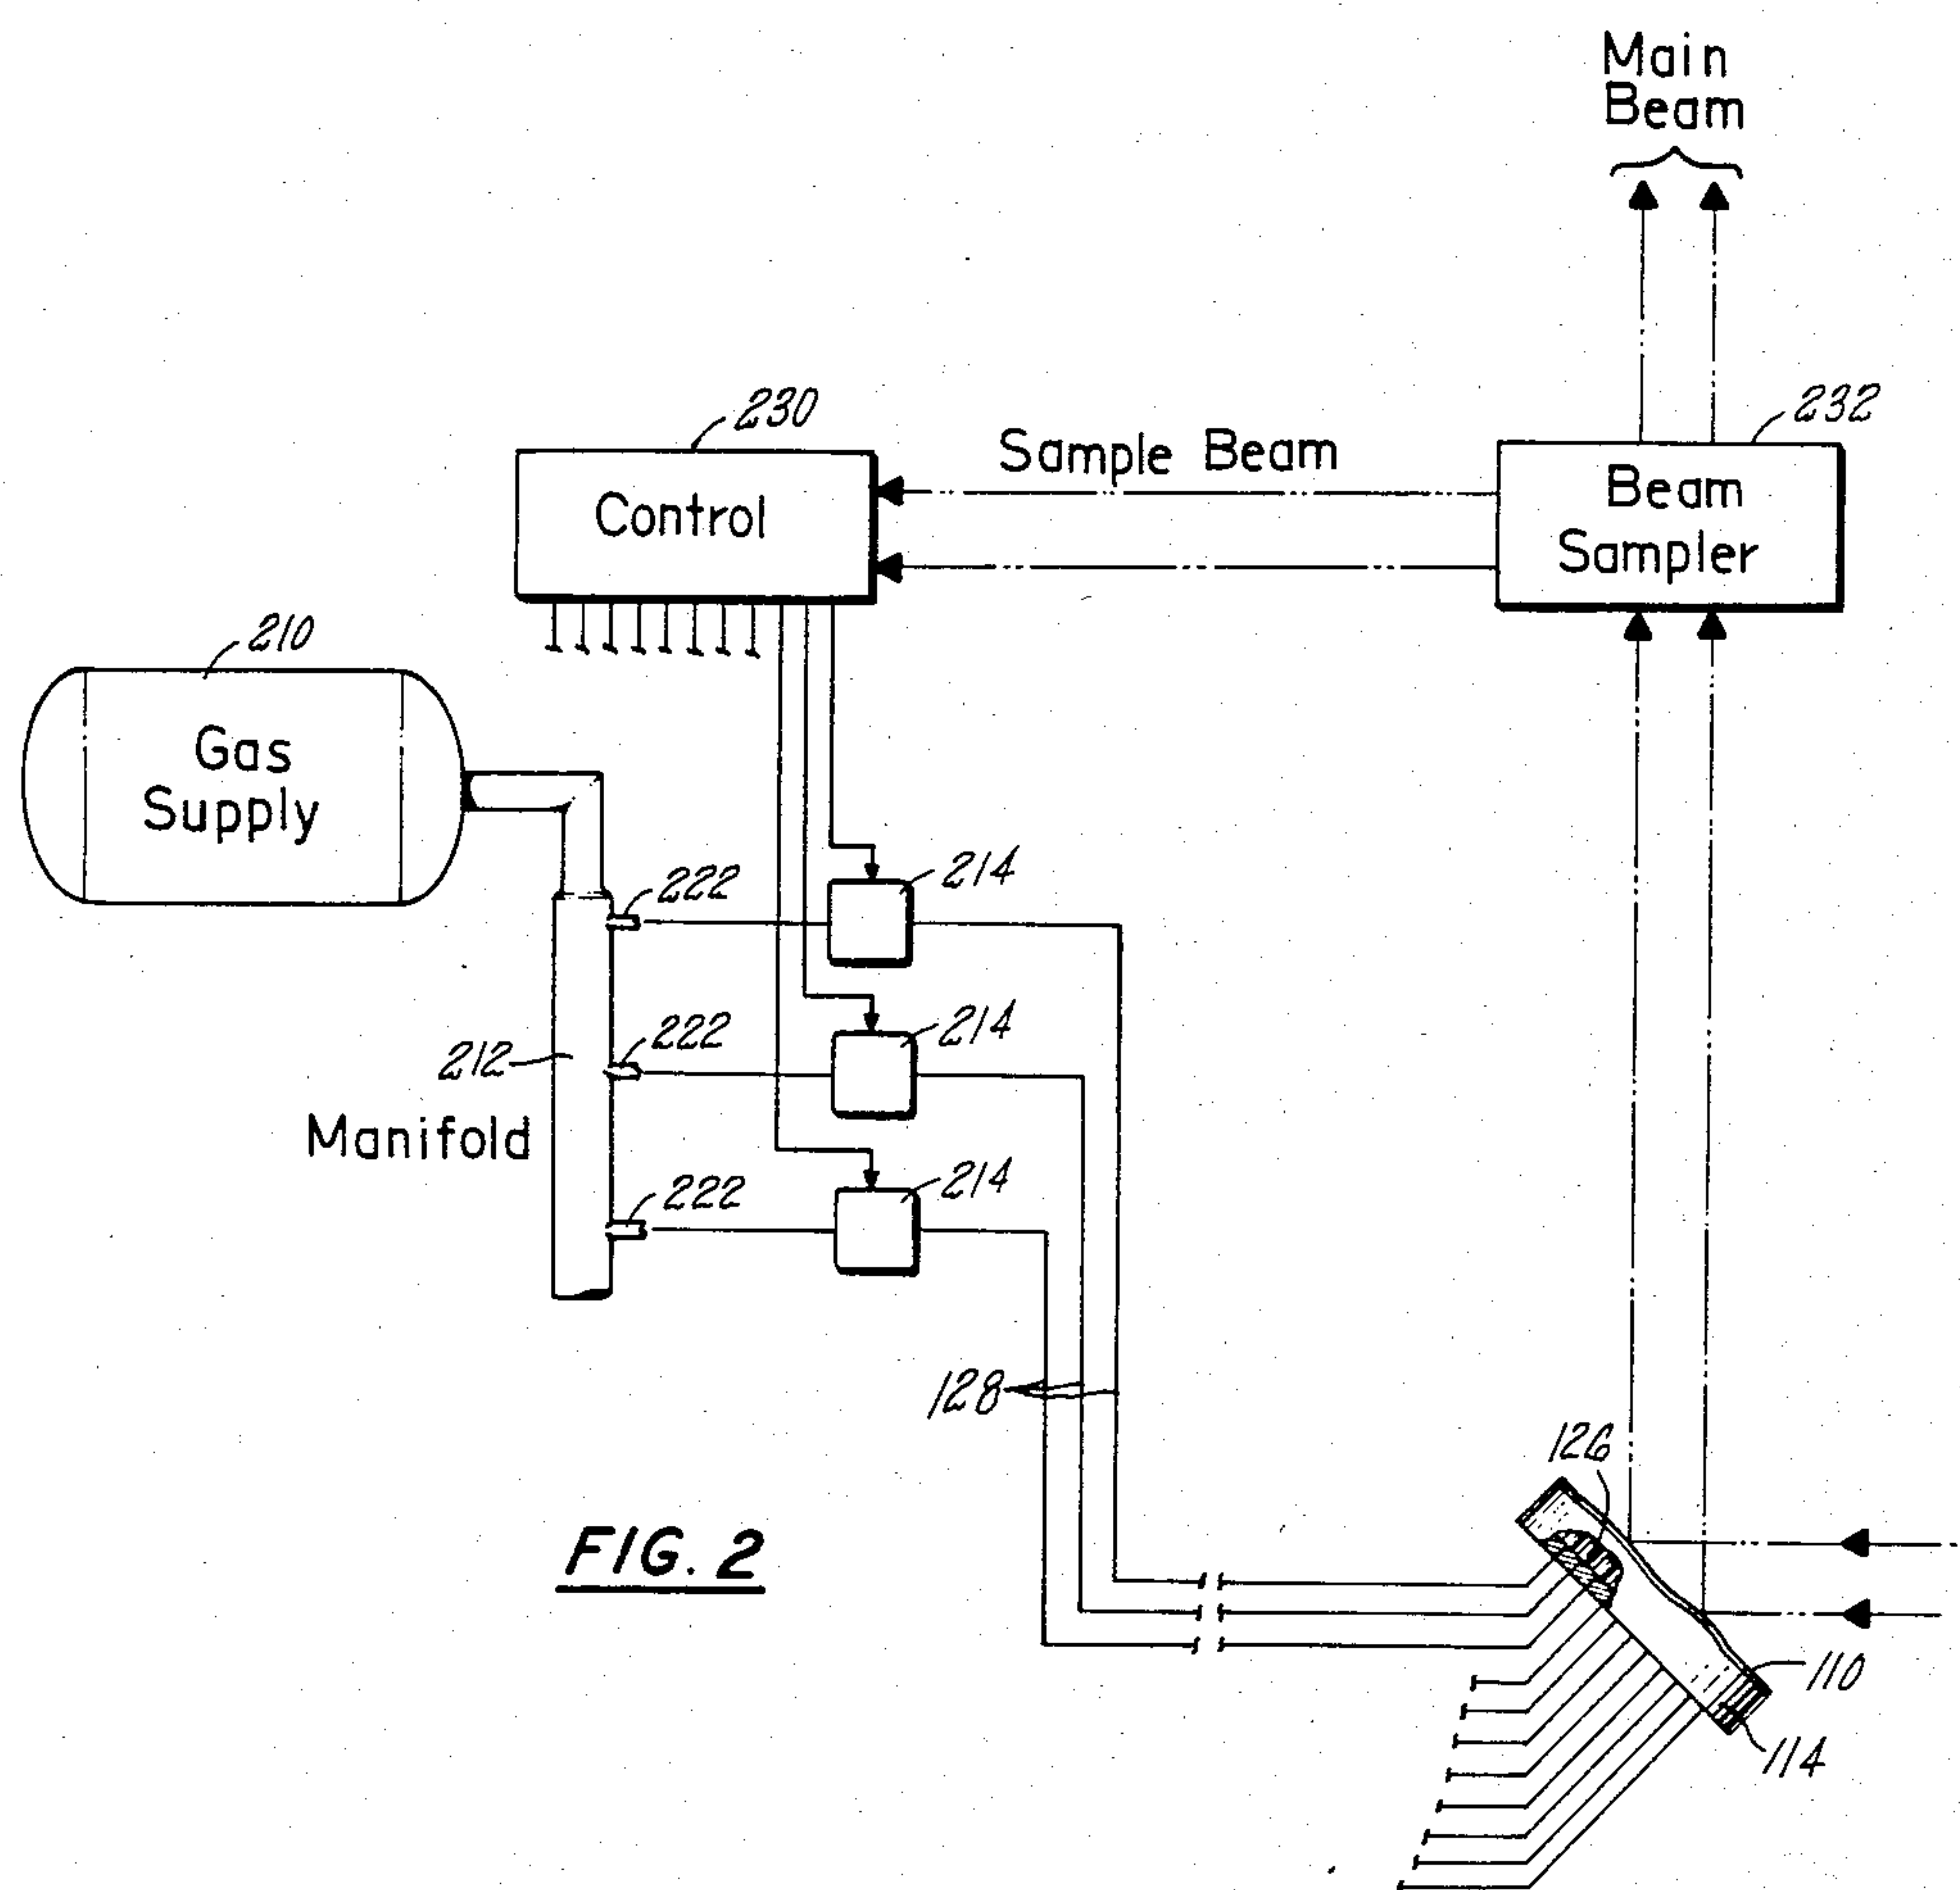 Main
Beam
230
232
Sample Beam
Control
Beam
Sampler
210
Gas
Supply
222
214
222
214
212
Manifold
222
214
128
126
FIG. 2
110
114